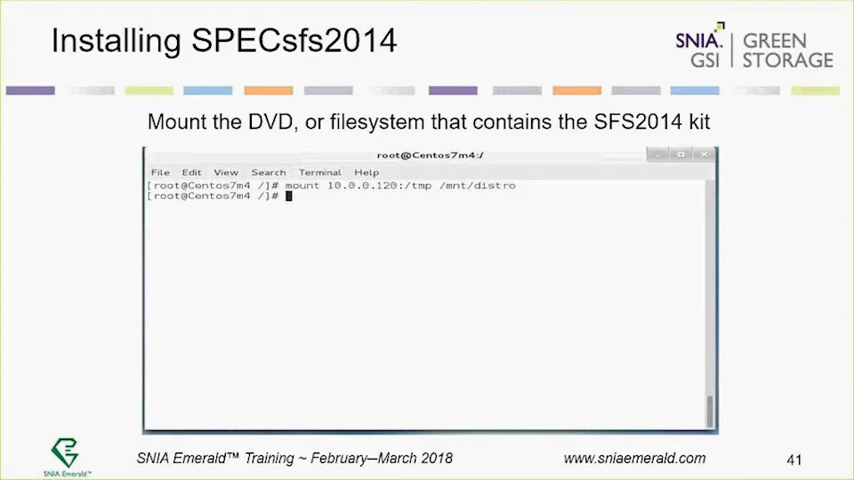 Installing SPECsfs2014
SNIA. GREEN
GSI STORAGE
Mount the DVD, or filesystem that contains the SFS2014 kit
root@Centos7m4:/
File Edit View Search Terminal Help
[root@Centos7m4 /]# mount 10.0.0.120:/tmp /mnt/distro
[root@Centos7m4 /]#
SNIA Emerald™
SNIA Emerald™ Training ~ February—March 2018
www.sniaemerald.com
41